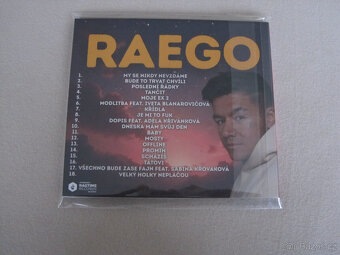 RAEGO
1. MY SE NIKDY NEVZDÁME
2. BUDE TO TRVAT CHVÍLI
3. POSLEDNÍ ŘÁDKY
4. TANČIT
5. MOJE EX 2
6. MODLITBA FEAT. IVETA BLANAROVIČOVÁ
7. KŘÍDLA
8. JE MI TO FUK
9. DOPIS FEAT. ADÉLA KŘIVÁNKOVÁ
10. DNESKA MÁM SVŮJ DEN
11. BABY
12. MOSTY
13. OFFLINE
14. PROMIŇ
15. SCHÁZÍŠ
16. TÁTOVI
17. VŠECHNO BUDE ZASE FAJN FEAT. SABINA KŘOVÁKOVÁ
18. VELKÝ HOLKY NEPLÁČOU
RAGTIME